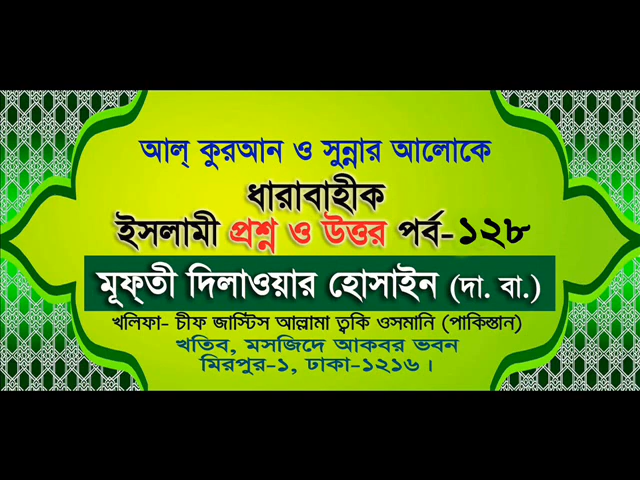 আল্ কুরআন ও সুন্নার আলোকে
ধারাবাহীক
ইসলামী প্রশ্ন ও উত্তর পর্ব-১২৮
মূফ্তী দিলাওয়ার হোসাইন (দা. বা.)
খলিফা- চীফ জাস্টিস আল্লামা ত্বকি ওসমানি (পাকিস্তান)
খতিব, মসজিদে আকবর ভবন
মিরপুর-১, ঢাকা-১২১৬।